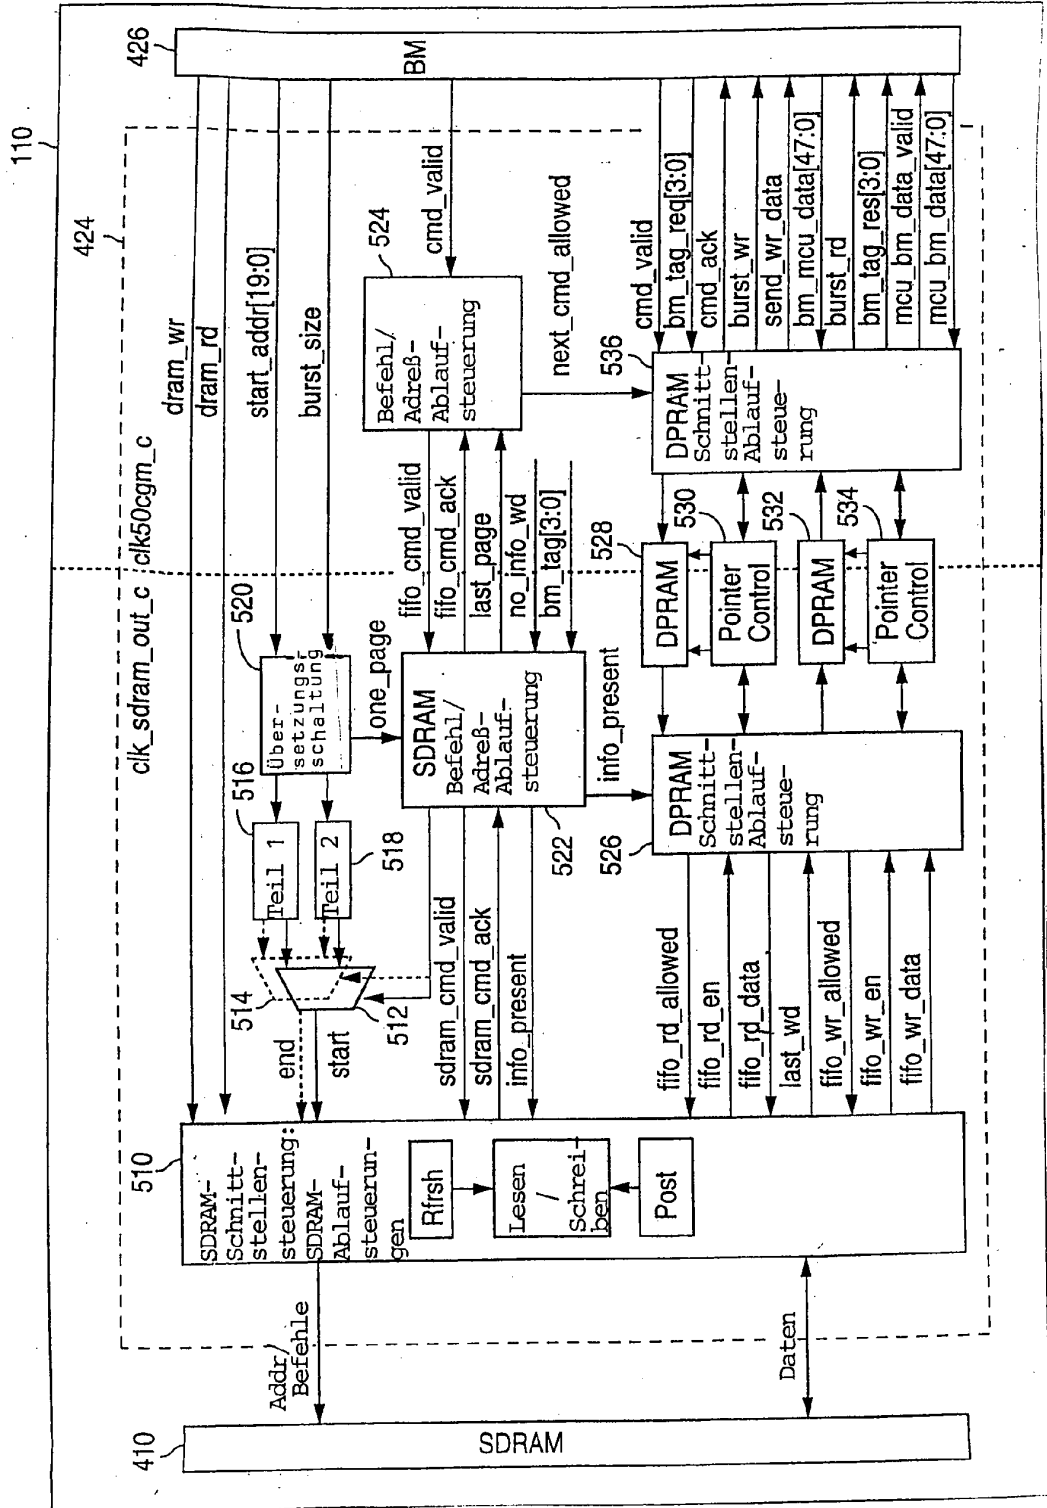 110
424
426
BM
dram_wr
dram_rd
start_addr[19:0]
burst_size
cmd_valid
524
Befehl/
Adreß-
Ablauf-
steuerung
next_cmd_allowed
cmd_valid
bm_tag_req[3:0]
cmd_ack
burst_wr
send_wr_data
bm_mcu_data[47:0]
burst_rd
bm_tag_res[3:0]
mcu_bm_data_valid
mcu_bm_data[47:0]
536
DPRAM
Schnitt-
stellen-
Ablauf-
steue-
rung
clk_sdram_out_c
clk50cgm_c
520
Über-
setzungs-
schaltung
one_page
fifo_cmd_valid
fifo_cmd_ack
last_page
no_info_wd
bm_tag[3:0]
528
DPRAM
530
Pointer
Control
532
DPRAM
534
Pointer
Control
516
Teil 1
Teil 2
518
SDRAM
Befehl/
Adreß-
Ablauf-
steuerung
522
info_present
526
DPRAM
Schnitt-
stellen-
Ablauf-
steue-
rung
514
512
end
start
sdram_cmd_valid
sdram_cmd_ack
info_present
fifo_rd_allowed
fifo_rd_en
fifo_rd_data
last_wd
fifo_wr_allowed
fifo_wr_en
fifo_wr_data
510
SDRAM-
Schnitt-
stellen-
steuerung:
SDRAM-
Ablauf-
steuerun-
gen
Rfrsh
Lesen
/
Schrei-
ben
Post
Addr/
Befehle
Daten
410
SDRAM